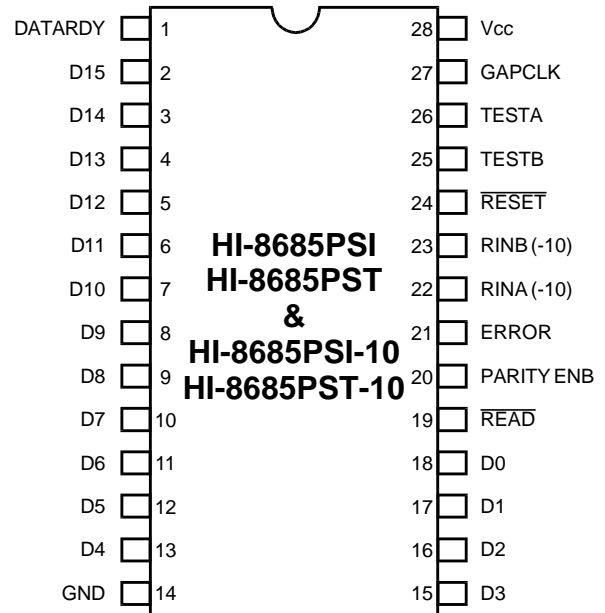 DATARDY 1 28 Vcc
D15 2 27 GAPCLK
D14 3 26 TESTA
D13 4 25 TESTB
D12 5 24 RESET
D11 6 23 RINB (-10)
D10 7 22 RINA (-10)
D9 8 21 ERROR
D8 9 20 PARITY ENB
D7 10 19 READ
D6 11 18 D0
D5 12 17 D1
D4 13 16 D2
GND 14 15 D3
HI-8685PSI
HI-8685PST
&
HI-8685PSI-10
HI-8685PST-10